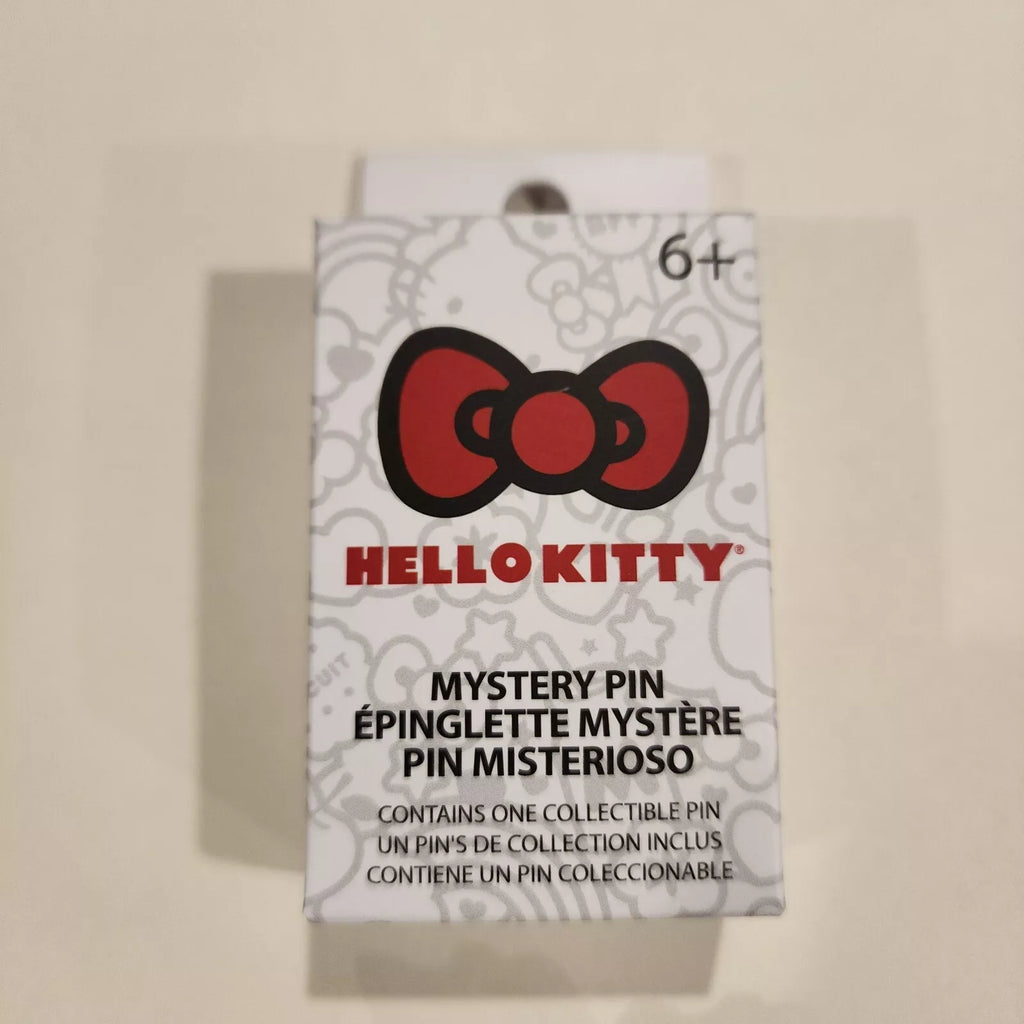 6+
HELLO KITTY®
MYSTERY PIN
ÉPINGLETTE MYSTÈRE
PIN MISTERIOSO
CONTAINS ONE COLLECTIBLE PIN
UN PIN'S DE COLLECTION INCLUS
CONTIENE UN PIN COLECCIONABLE
CUIT